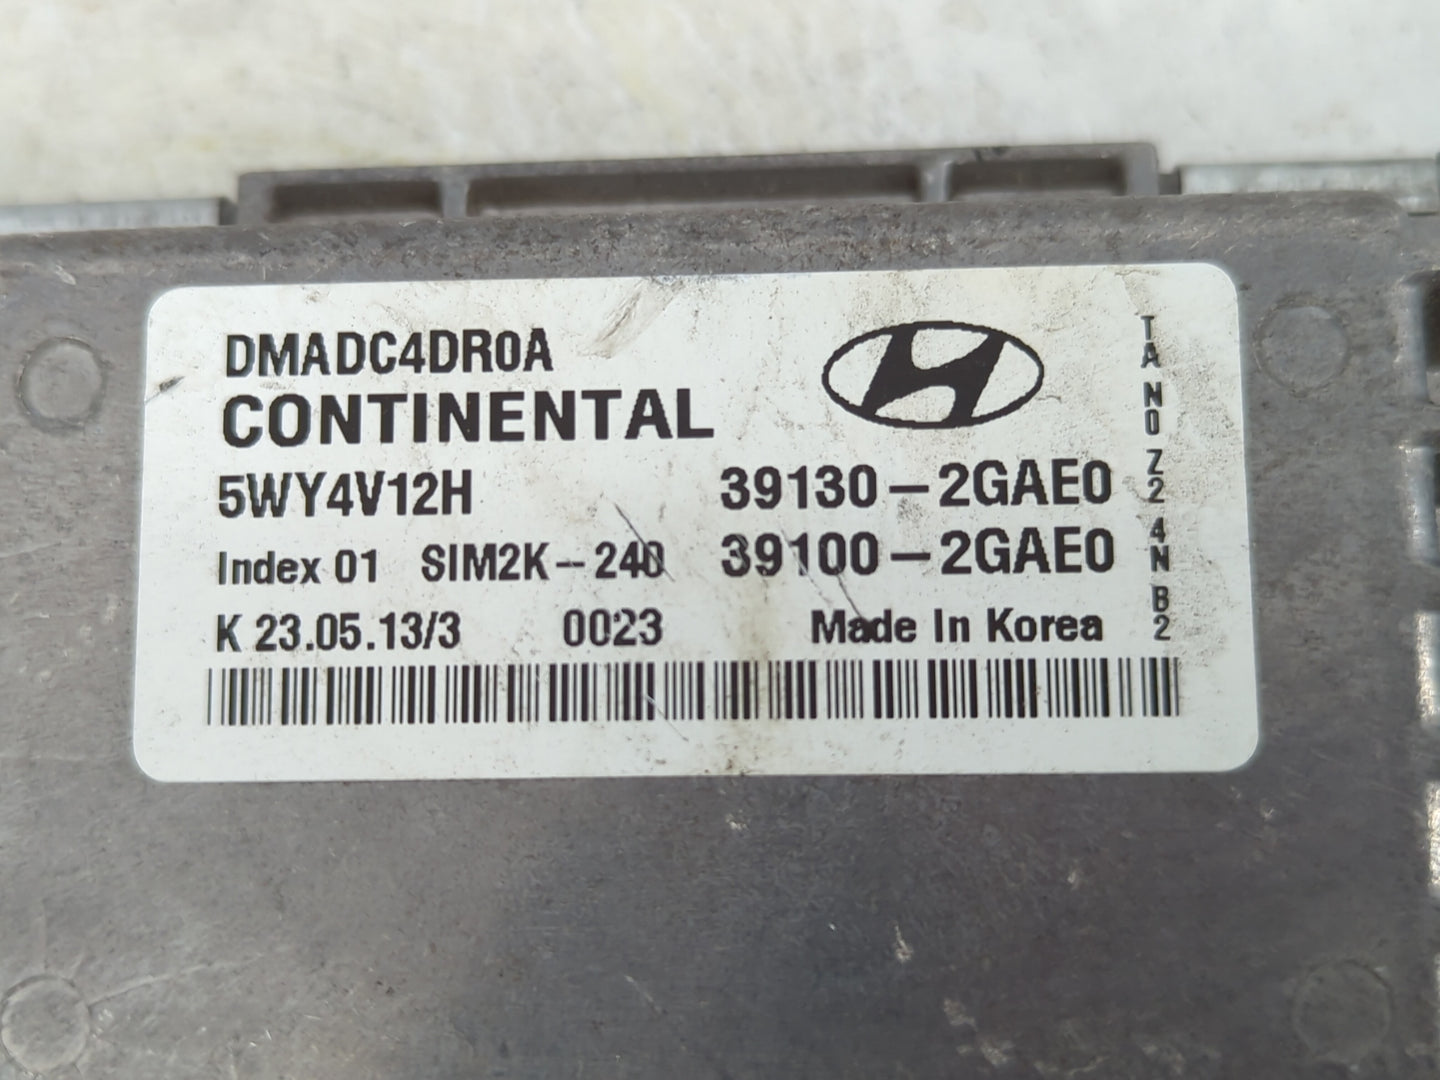 DMADC4DR0A
CONTINENTAL
5WY4V12H 39130-2GAE0
Index 01 SIM2K-240 39100-2GAE0
K 23.05.13/3 0023 Made In Korea
TA NO Z2 4N B2